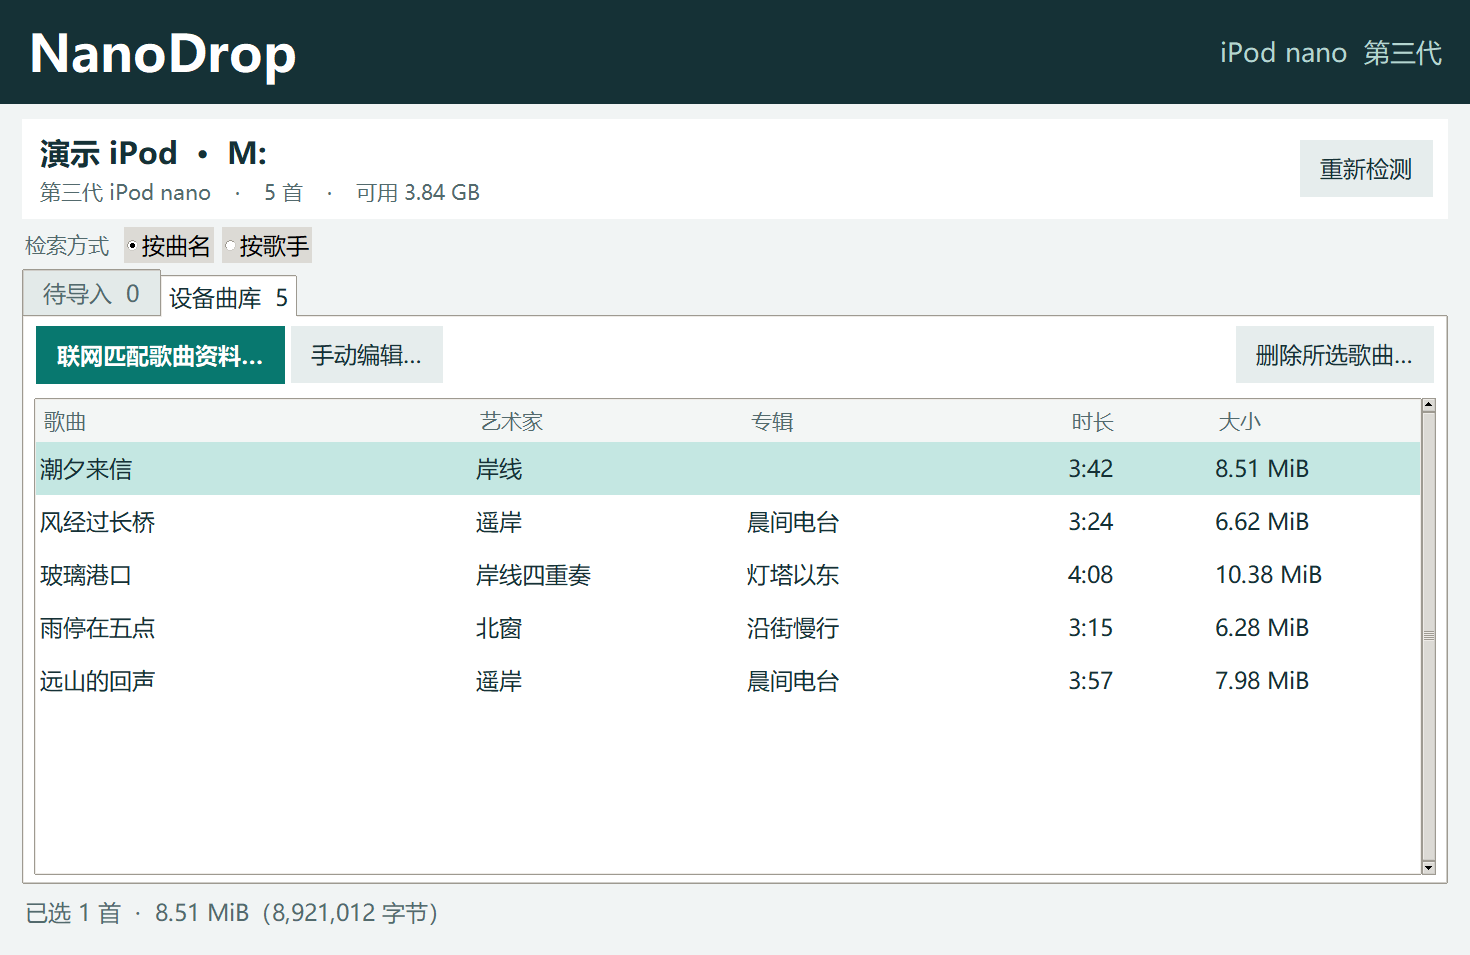 NanoDrop
iPod nano 第三代
演示 iPod • M:
第三代 iPod nano · 5 首 · 可用 3.84 GB
重新检测
检索方式 按曲名 按歌手
待导入 0 设备曲库 5
联网匹配歌曲资料... 手动编辑... 删除所选歌曲...
歌曲 艺术家 专辑 时长 大小
潮夕来信 岸线 3:42 8.51 MiB
风经过长桥 遥岸 晨间电台 3:24 6.62 MiB
玻璃港口 岸线四重奏 灯塔以东 4:08 10.38 MiB
雨停在五点 北窗 沿街慢行 3:15 6.28 MiB
远山的回声 遥岸 晨间电台 3:57 7.98 MiB
已选 1 首 · 8.51 MiB（8,921,012 字节）